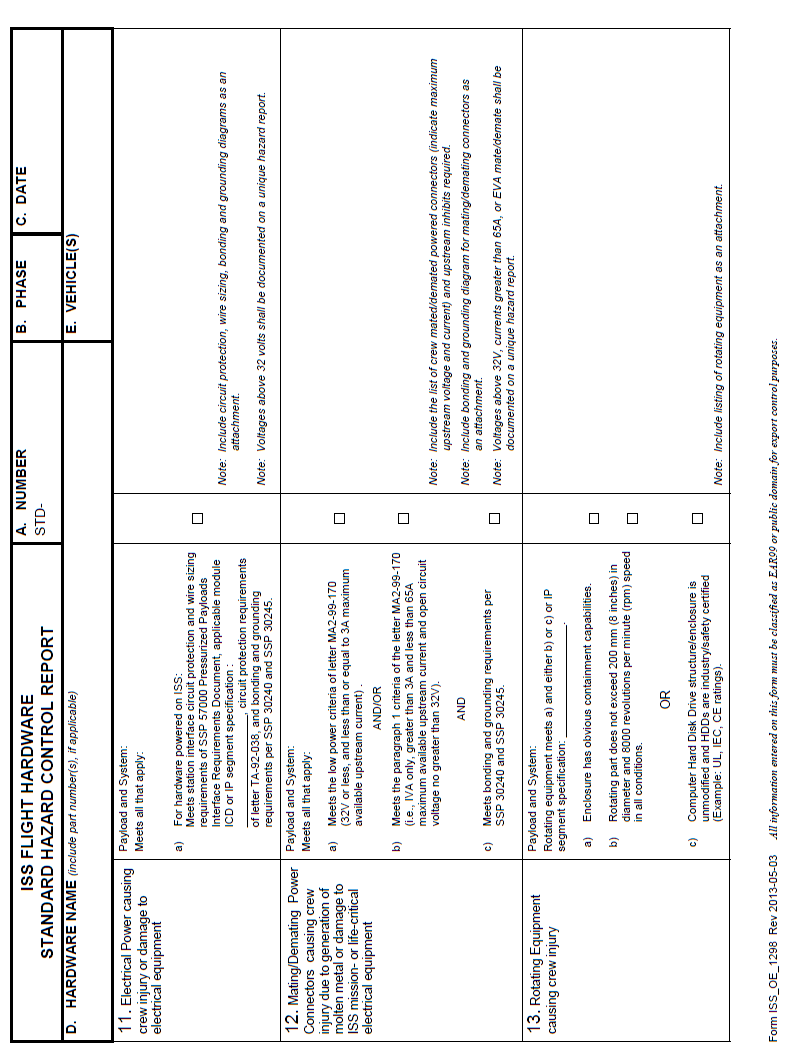 ISS FLIGHT HARDWARE
STANDARD HAZARD CONTROL REPORT
A. NUMBER
STD-
B. PHASE
C. DATE
D. HARDWARE NAME (include part number(s), if applicable)
E. VEHICLE(S)
11. Electrical Power causing
crew injury or damage to
electrical equipment
Payload and System:
Meets all that apply:
a) For hardware powered on ISS:
Meets station interface circuit protection and wire sizing
requirements of SSP 57000 Pressurized Payloads
Interface Requirements Document, applicable module
ICD or IP segment specification :
____________, circuit protection requirements
of letter TA-92-038, and bonding and grounding
requirements per SSP 30240 and SSP 30245.
☐
Note: Include circuit protection, wire sizing, bonding and grounding diagrams as an
attachment.
Note: Voltages above 32 volts shall be documented on a unique hazard report.
12. Mating/Demating Power
Connectors causing crew
injury due to generation of
molten metal or damage to
ISS mission- or life-critical
electrical equipment
Payload and System:
Meets all that apply:
a) Meets the low power criteria of letter MA2-99-170
(32V or less, and less than or equal to 3A maximum
available upstream current) .
☐
AND/OR
b) Meets the paragraph 1 criteria of the letter MA2-99-170
(i.e., IVA only, greater than 3A and less than 65A
maximum available upstream current and open circuit
voltage no greater than 32V).
☐
AND
c) Meets bonding and grounding requirements per
SSP 30240 and SSP 30245.
☐
Note: Include the list of crew mated/demated powered connectors (indicate maximum
upstream voltage and current) and upstream inhibits required.
Note: Include bonding and grounding diagram for mating/demating connectors as
an attachment.
Note: Voltages above 32V, currents greater than 65A, or EVA mate/demate shall be
documented on a unique hazard report.
13. Rotating Equipment
causing crew injury
Payload and System:
Rotating equipment meets a) and either b) or c) or IP
segment specification: ____________.
a) Enclosure has obvious containment capabilities.
☐
b) Rotating part does not exceed 200 mm (8 inches) in
diameter and 8000 revolutions per minute (rpm) speed
in all conditions.
☐
OR
c) Computer Hard Disk Drive structure/enclosure is
unmodified and HDDs are industry/safety certified
(Example: UL, IEC, CE ratings).
☐
Note: Include listing of rotating equipment as an attachment.
Form ISS_OE_1298 Rev 2013-05-03 All information entered on this form must be classified as EAR99 or public domain for export control purposes.